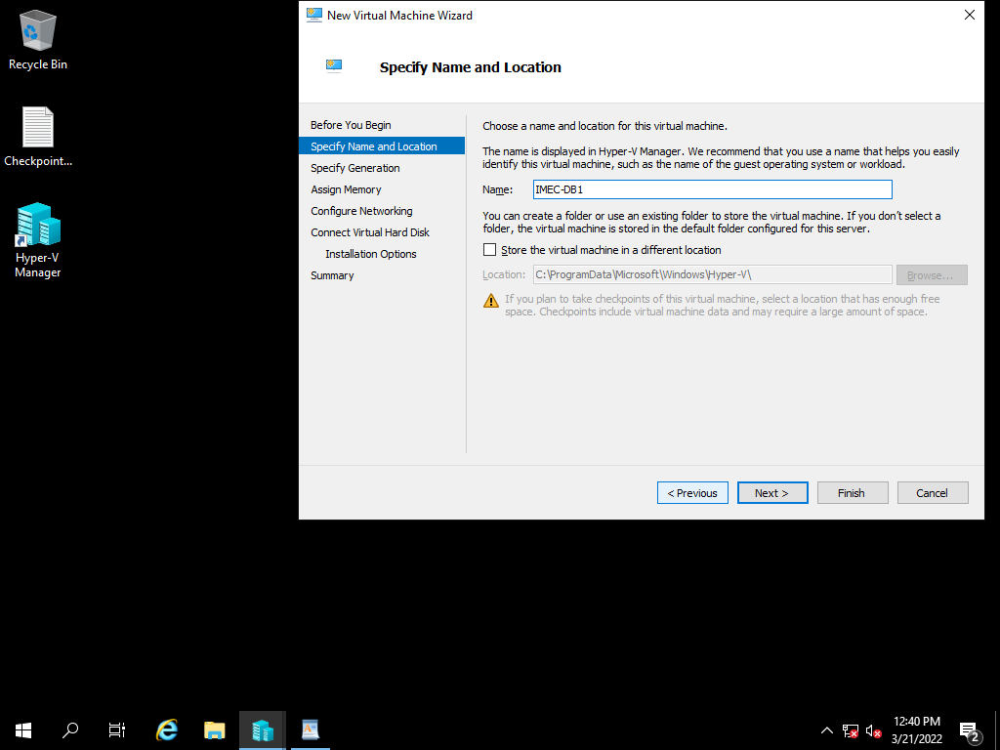 Recycle Bin
Checkpoint...
Hyper-V
Manager
New Virtual Machine Wizard
Specify Name and Location
Before You Begin
Specify Name and Location
Specify Generation
Assign Memory
Configure Networking
Connect Virtual Hard Disk
Installation Options
Summary
Choose a name and location for this virtual machine.
The name is displayed in Hyper-V Manager. We recommend that you use a name that helps you easily
identify this virtual machine, such as the name of the guest operating system or workload.
Name: IMEC-DB1
You can create a folder or use an existing folder to store the virtual machine. If you don't select a
folder, the virtual machine is stored in the default folder configured for this server.
Store the virtual machine in a different location
Location: C:\ProgramData\Microsoft\Windows\Hyper-V\ Browse...
If you plan to take checkpoints of this virtual machine, select a location that has enough free
space. Checkpoints include virtual machine data and may require a large amount of space.
< Previous Next > Finish Cancel
12:40 PM
3/21/2022
2